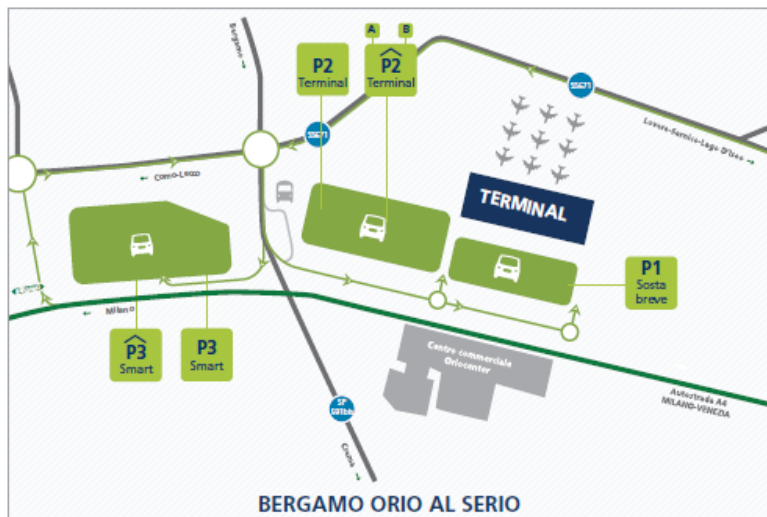 A
B
Bergamo
P2
Terminal
P2
Terminal
SS671
SS671
Lovere-Sarnico-Lago D'Iseo
Como-Lecco
TERMINAL
P1
Sosta
breve
Milano
P3
Smart
P3
Smart
Centro commerciale
Oriocenter
Autostrada A4
MILANO-VENEZIA
SP
591bis
Crema
BERGAMO ORIO AL SERIO